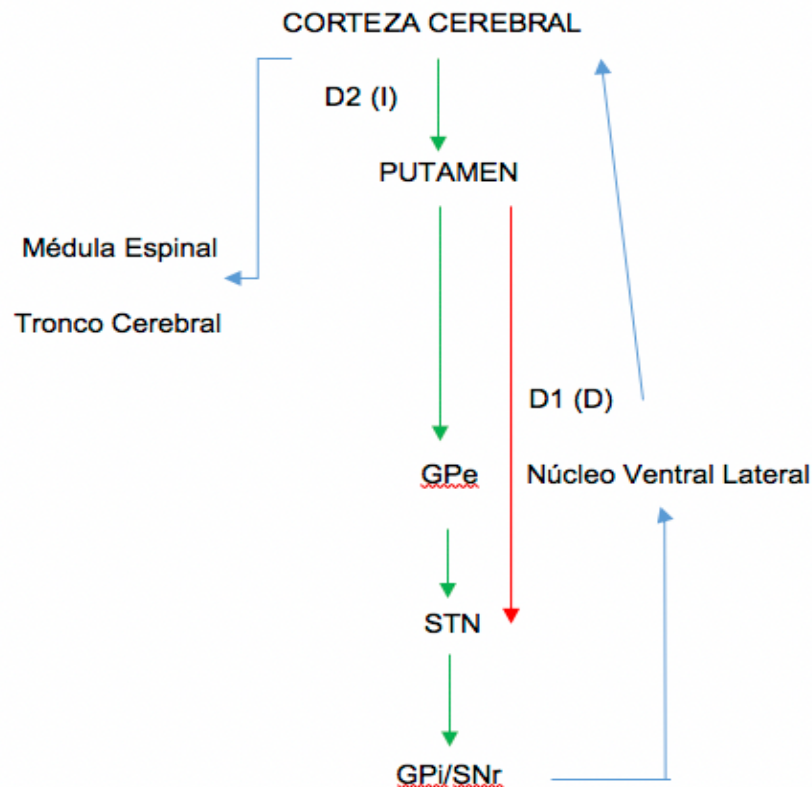 CORTEZA CEREBRAL
D2 (I)
PUTAMEN
Médula Espinal
Tronco Cerebral
D1 (D)
GPe
Núcleo Ventral Lateral
STN
GPi/SNr